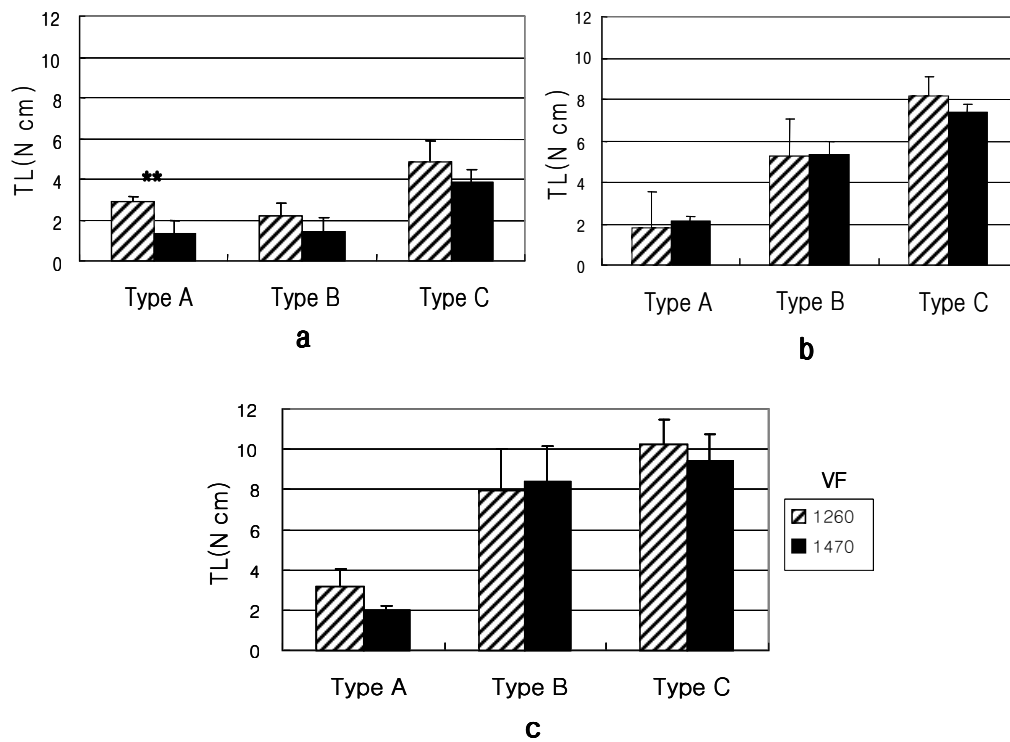 12
10
8
6
4
2
0
TL(N cm)
**
Type A
Type B
Type C
a
12
10
8
6
4
2
0
TL(N cm)
Type A
Type B
Type C
b
12
10
8
6
4
2
0
TL(N cm)
Type A
Type B
Type C
c
VF
1260
1470